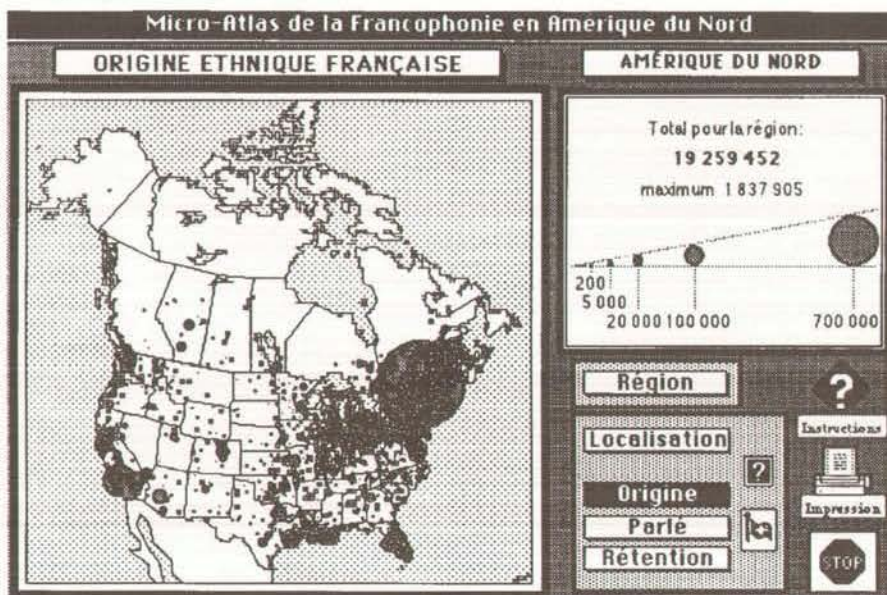 Micro-Atlas de la Francophonie en Amérique du Nord
ORIGINE ETHNIQUE FRANÇAISE
AMÉRIQUE DU NORD
Total pour la région:
19 259 452
maximum 1 837 905
200
5 000
20 000 100 000
700 000
Région
?
Instructions
Localisation
?
Origine
Parlé
Rétention
Impression
STOP